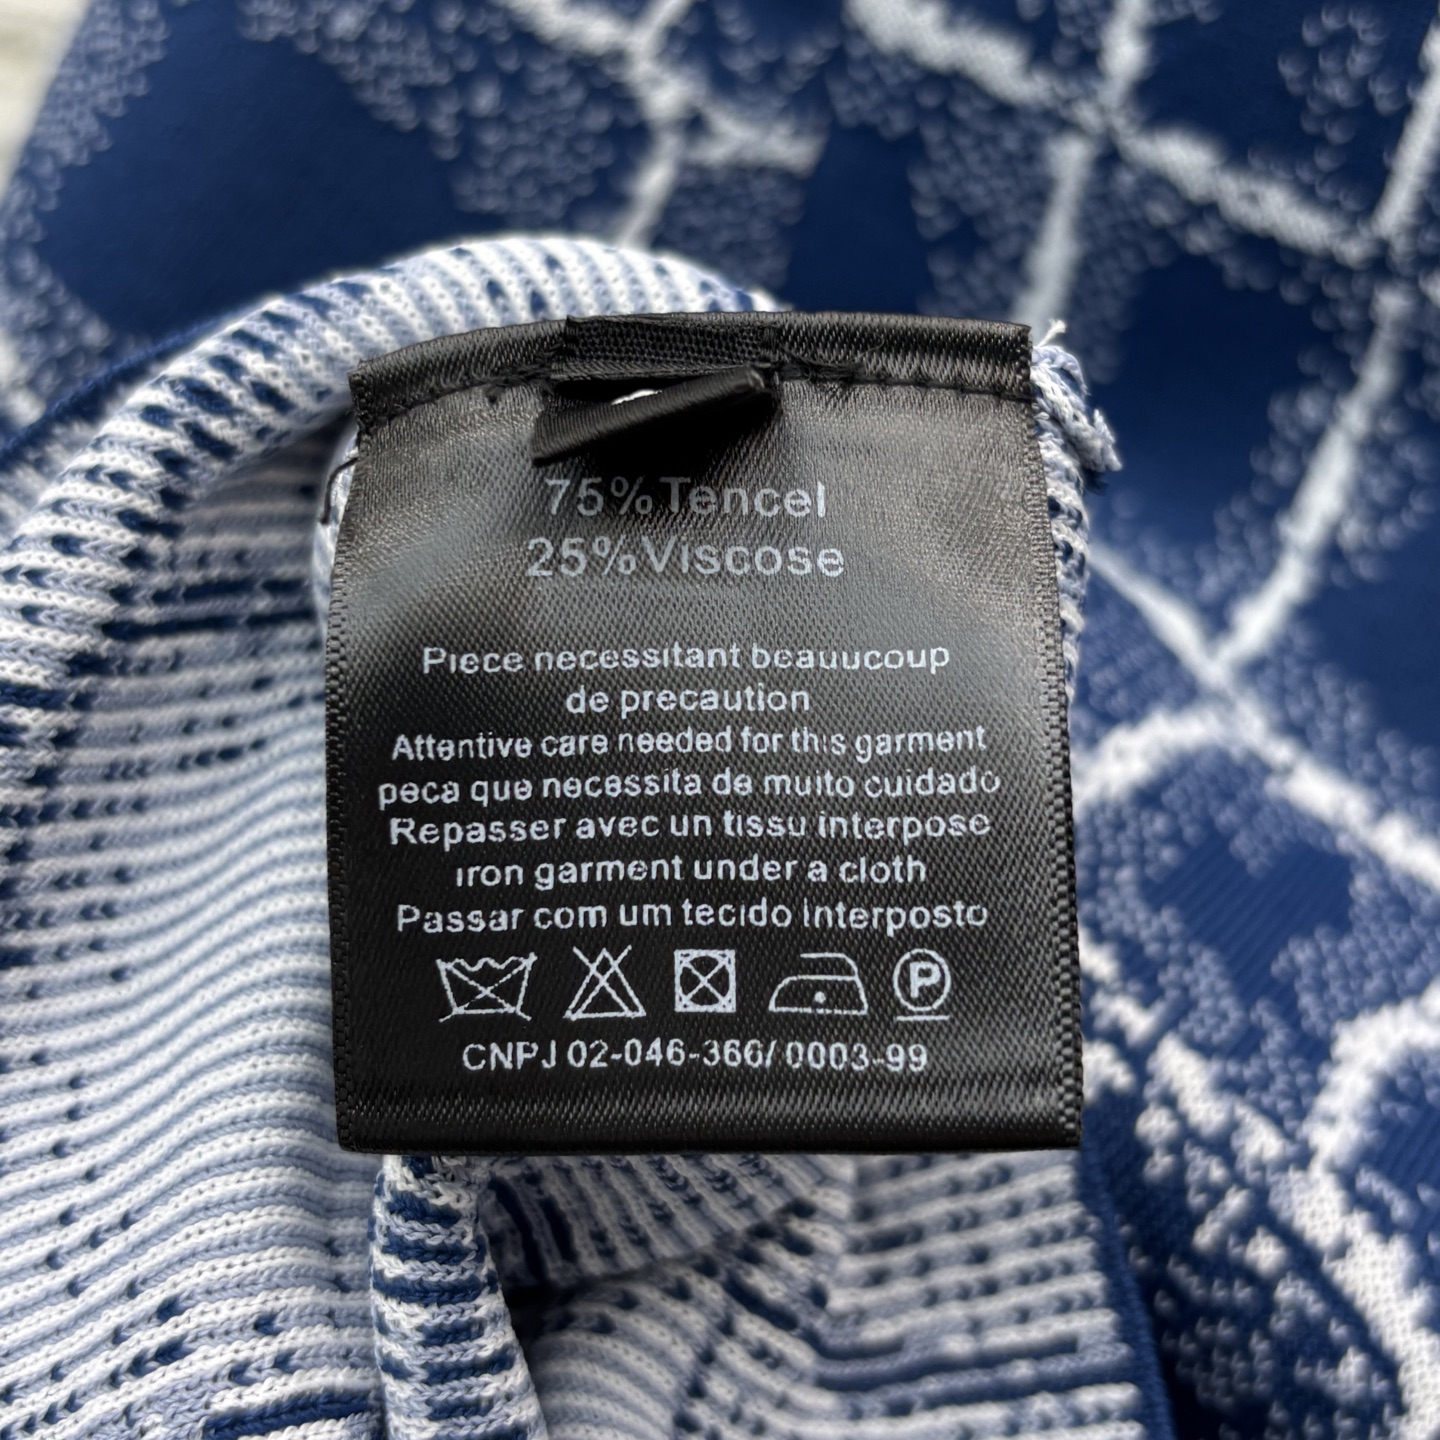 75%Tencel
25%Viscose
Piece necessitant beauucoup
de precaution
Attentive care needed for this garment
peca que necessita de muito cuidado
Repasser avec un tissu interpose
iron garment under a cloth
Passar com um tecido interposto
P
CNPJ 02-046-366/ 0003-99